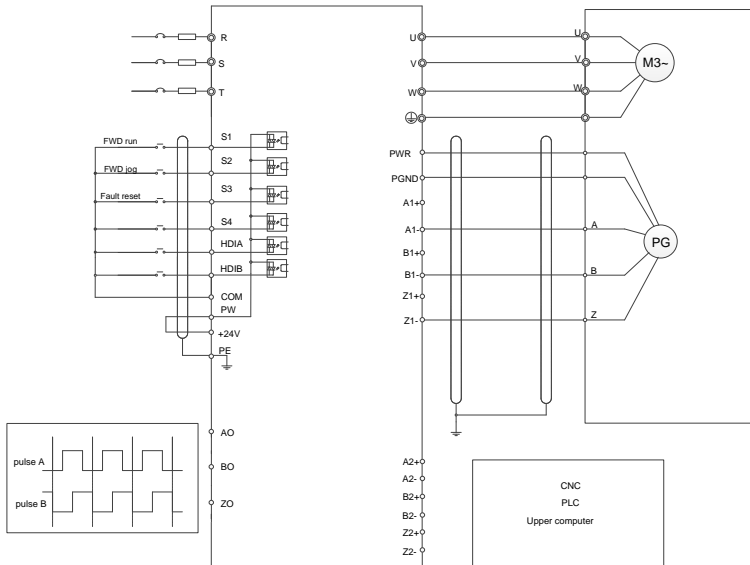 R
S
T
FWD run
S1
FWD jog
S2
Fault reset
S3
S4
HDIA
HDIB
COM
PW
+24V
PE
pulse A
pulse B
AO
BO
ZO
U
V
W
U
V
W
M3~
PWR
PGND
A1+
A1-
B1+
B1-
Z1+
Z1-
A
B
Z
PG
A2+
A2-
B2+
B2-
Z2+
Z2-
CNC
PLC
Upper computer